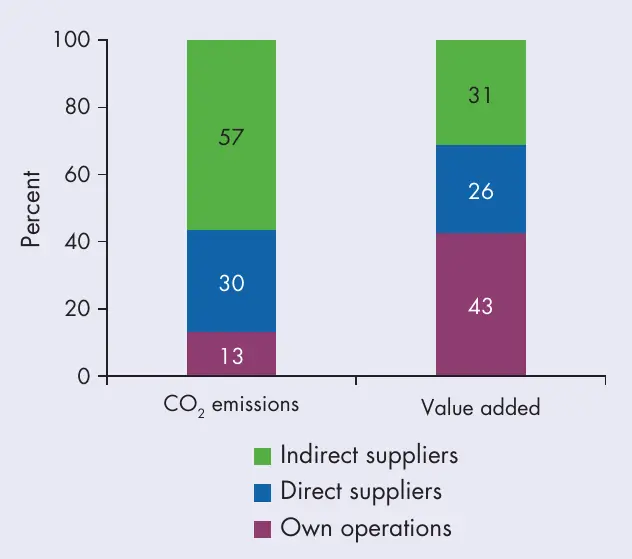 100
80
60
40
20
0
Percent
57
30
13
31
26
43
CO2 emissions
Value added
Indirect suppliers
Direct suppliers
Own operations